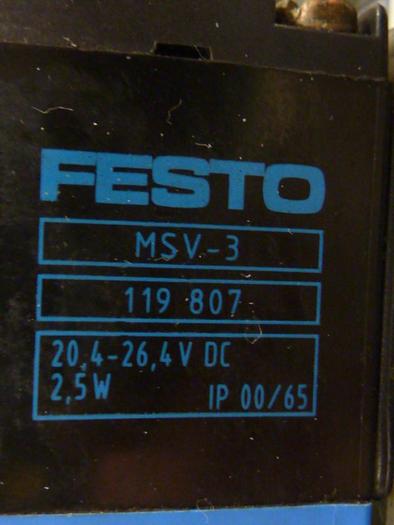 FESTO
MSV-3
119 807
20,4-26,4V DC
2,5W IP 00/65